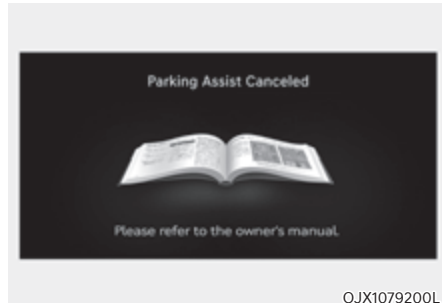 Parking Assist Canceled
Please refer to the owner's manual.
OJX1079200L